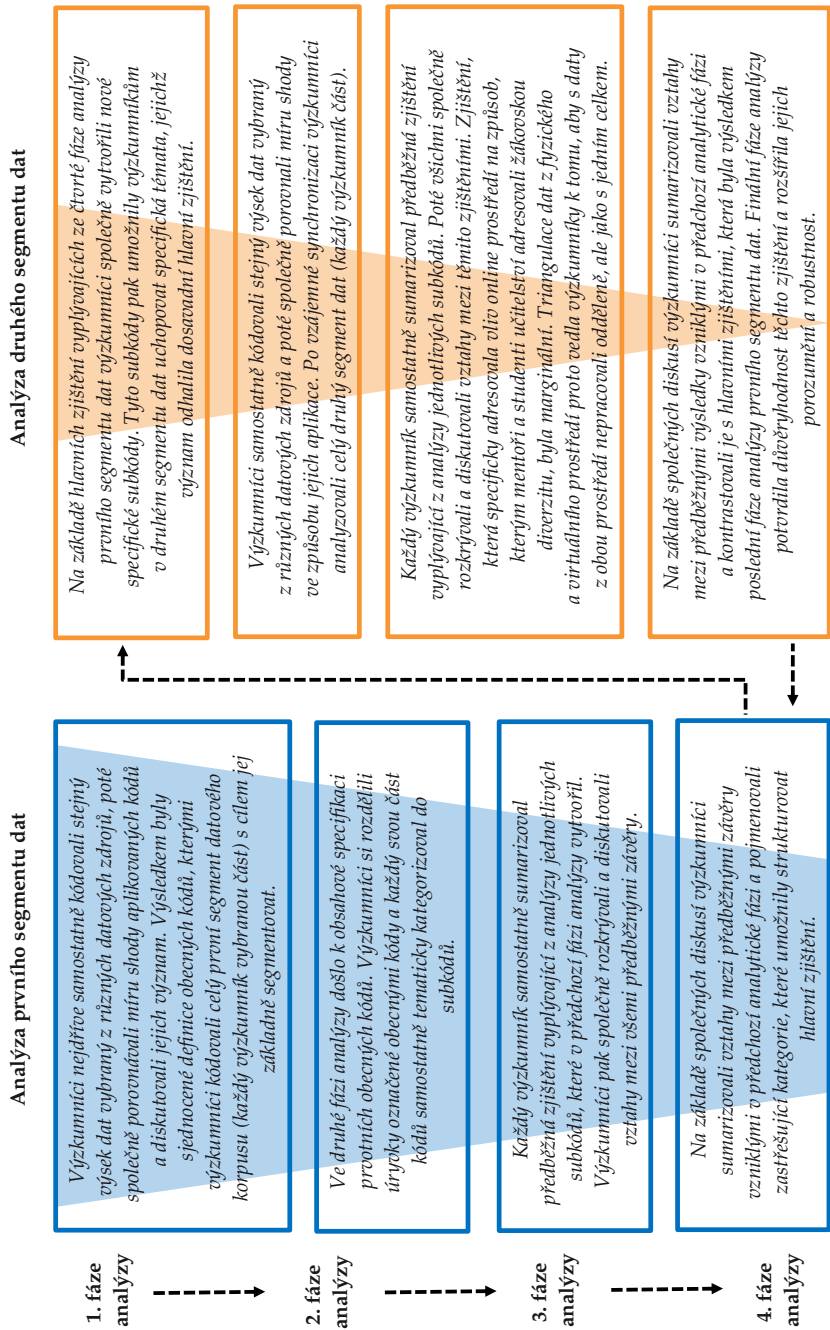 Analýza prvního segmentu dat
1. fáze
analýzy
Výzkumníci nejdříve samostatně kódovali stejný
výsek dat vybraný z různých datových zdrojů, poté
společně porovnávali míru shody aplikovaných kódů
a diskutovali jejich význam. Výsledkem byly
sjednocené definice obecných kódů, kterými
výzkumníci kódovali celý první segment datového
korpusu (každý výzkumník vybranou část) s cílem jej
základně segmentovat.
2. fáze
analýzy
Ve druhé fázi analýzy došlo k obsahové specifikaci
prvotních obecných kódů. Výzkumníci si rozdělili
úryvky označené obecnými kódy a každý svou část
kódů samostatně tematicky kategorizoval do
subkódů.
3. fáze
analýzy
Každý výzkumník samostatně sumarizoval
předběžná zjištění vyplývající z analýzy jednotlivých
subkódů, které v předchozí fázi analýzy vytvořil.
Výzkumníci pak společně rozkrývali a diskutovali
vztahy mezi všemi předběžnými závěry.
4. fáze
analýzy
Na základě společných diskusí výzkumníci
sumarizovali vztahy mezi předběžnými závěry
vzniklými v předchozí analytické fázi a pojmenovali
zastřešující kategorie, které umožnily strukturovat
hlavní zjištění.
Analýza druhého segmentu dat
Na základě hlavních zjištění vyplývajících ze čtvrté fáze analýzy
prvního segmentu dat výzkumníci společně vytvořili nové
specifické subkódy. Tyto subkódy pak umožnily výzkumníkům
v druhém segmentu dat uchopovat specifická témata, jejichž
význam odhalila dosavadní hlavní zjištění.
Výzkumníci samostatně kódovali stejný výsek dat vybraný
z různých datových zdrojů a poté společně porovnali míru shody
ve způsobu jejich aplikace. Po vzájemné synchronizaci výzkumníci
analyzovali celý druhý segment dat (každý výzkumník část).
Každý výzkumník samostatně sumarizoval předběžná zjištění
vyplývající z analýzy jednotlivých subkódů. Poté všichni společně
rozkrývali a diskutovali vztahy mezi těmito zjištěními. Zjištění,
která specificky adresovala vliv online prostředí na způsob,
kterým mentoři a studenti učitelství adresovali žákovskou
diverzitu, byla marginální. Triangulace dat z fyzického
a virtuálního prostředí proto vedla výzkumníky k tomu, aby s daty
z obou prostředí nepracovali odděleně, ale jako s jedním celkem.
Na základě společných diskusí výzkumníci sumarizovali vztahy
mezi předběžnými výsledky vzniklými v předchozí analytické fázi
a kontrastovali je s hlavními zjištěními, která byla výsledkem
poslední fáze analýzy prvního segmentu dat. Finální fáze analýzy
potvrdila důvěryhodnost těchto zjištění a rozšířila jejich
porozumění a robustnost.